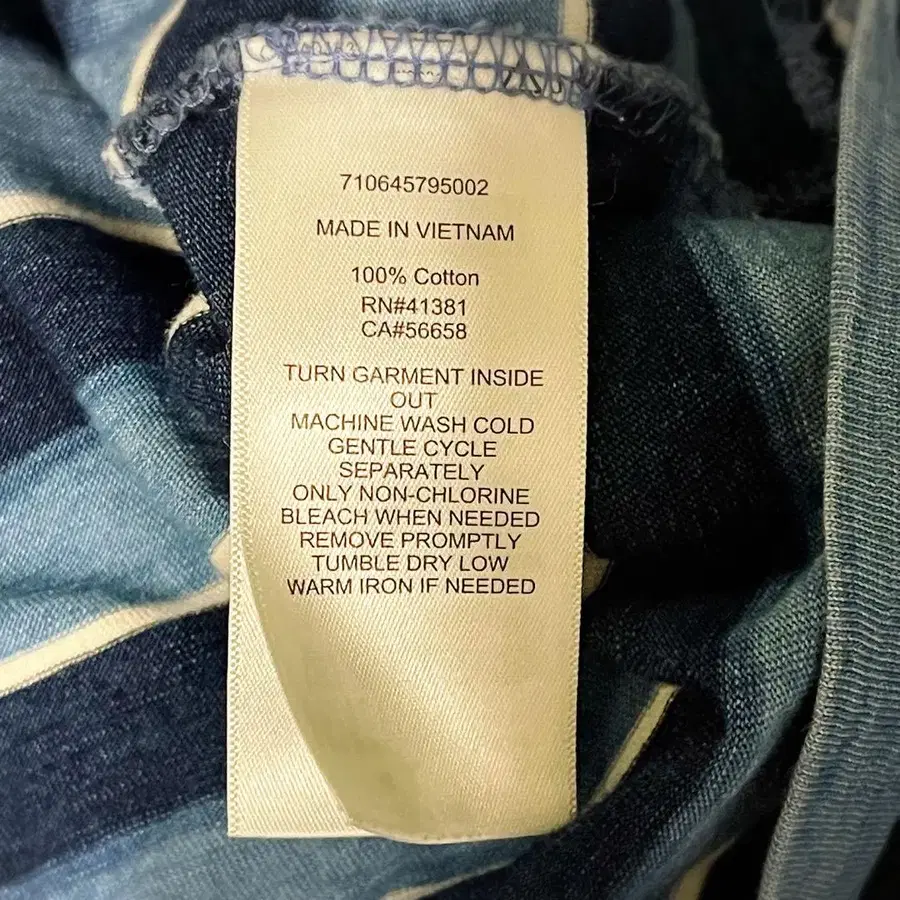 710645795002
MADE IN VIETNAM
100% Cotton
RN#41381
CA#56658
TURN GARMENT INSIDE
OUT
MACHINE WASH COLD
GENTLE CYCLE
SEPARATELY
ONLY NON-CHLORINE
BLEACH WHEN NEEDED
REMOVE PROMPTLY
TUMBLE DRY LOW
WARM IRON IF NEEDED